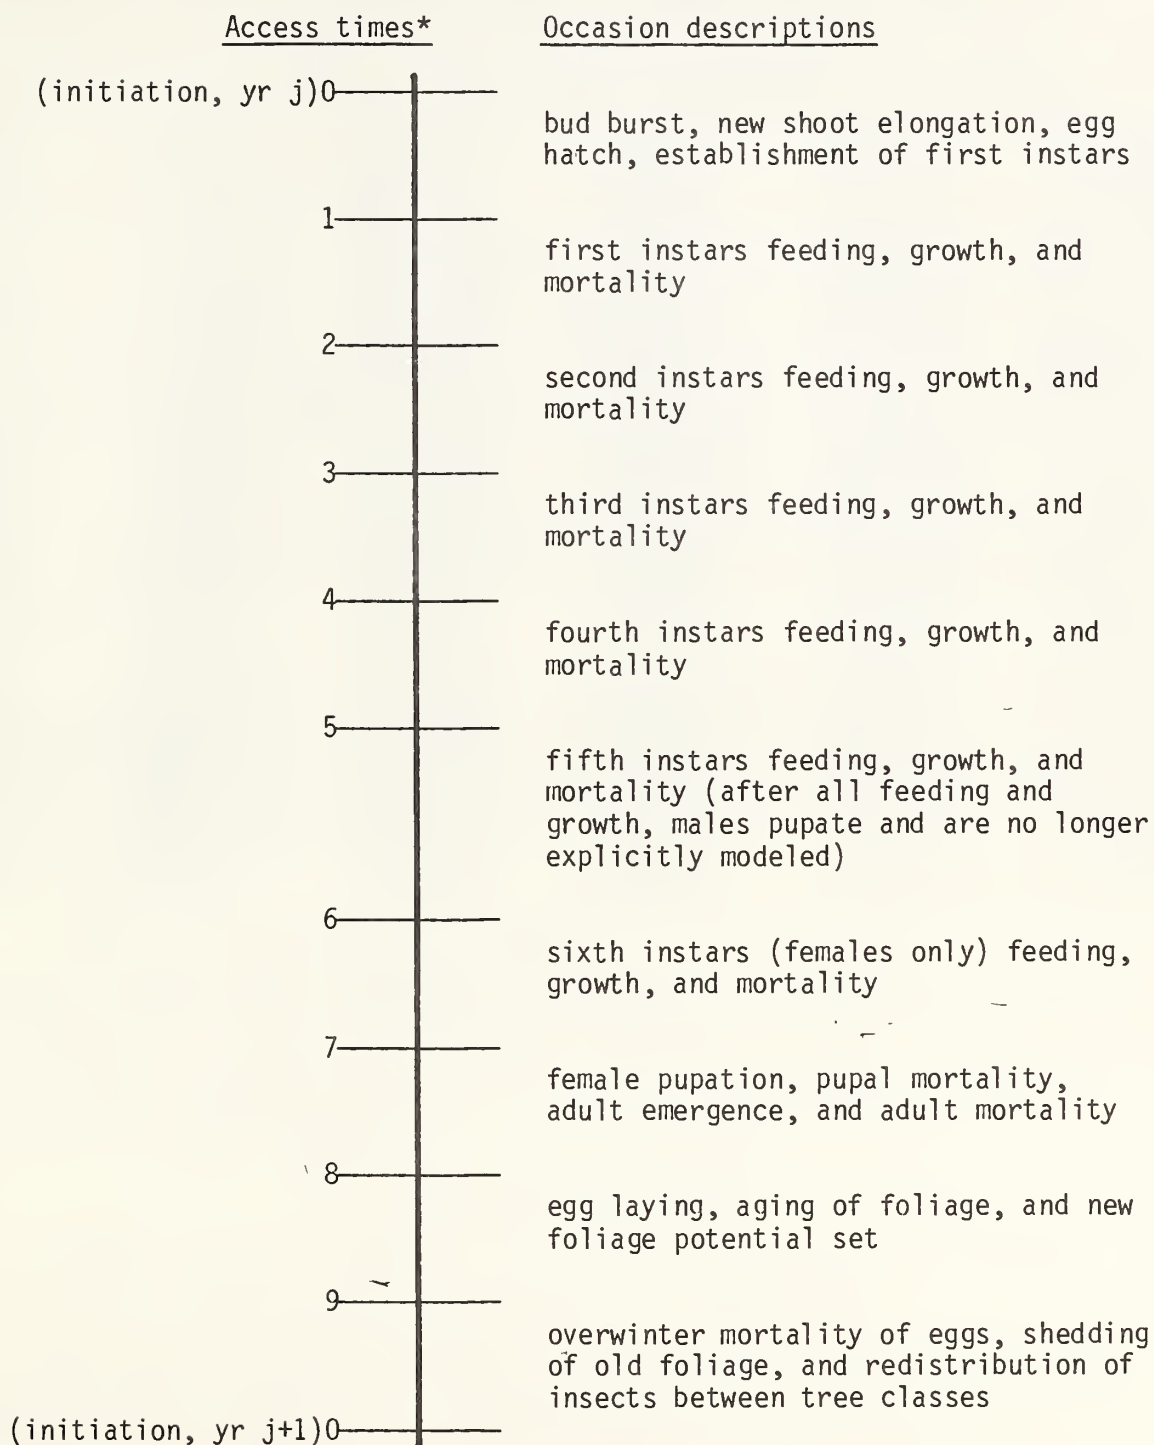 Access times* Occasion descriptions
(initiation, yr j)0
bud burst, new shoot elongation, egg
hatch, establishment of first instars
1
first instars feeding, growth, and
mortality
2
second instars feeding, growth, and
mortality
3
third instars feeding, growth, and
mortality
4
fourth instars feeding, growth, and
mortality
5
fifth instars feeding, growth, and
mortality (after all feeding and
growth, males pupate and are no longer
explicitly modeled)
6
sixth instars (females only) feeding,
growth, and mortality
7
female pupation, pupal mortality,
adult emergence, and adult mortality
8
egg laying, aging of foliage, and new
foliage potential set
9
overwinter mortality of eggs, shedding
of old foliage, and redistribution of
insects between tree classes
(initiation, yr j+1)0